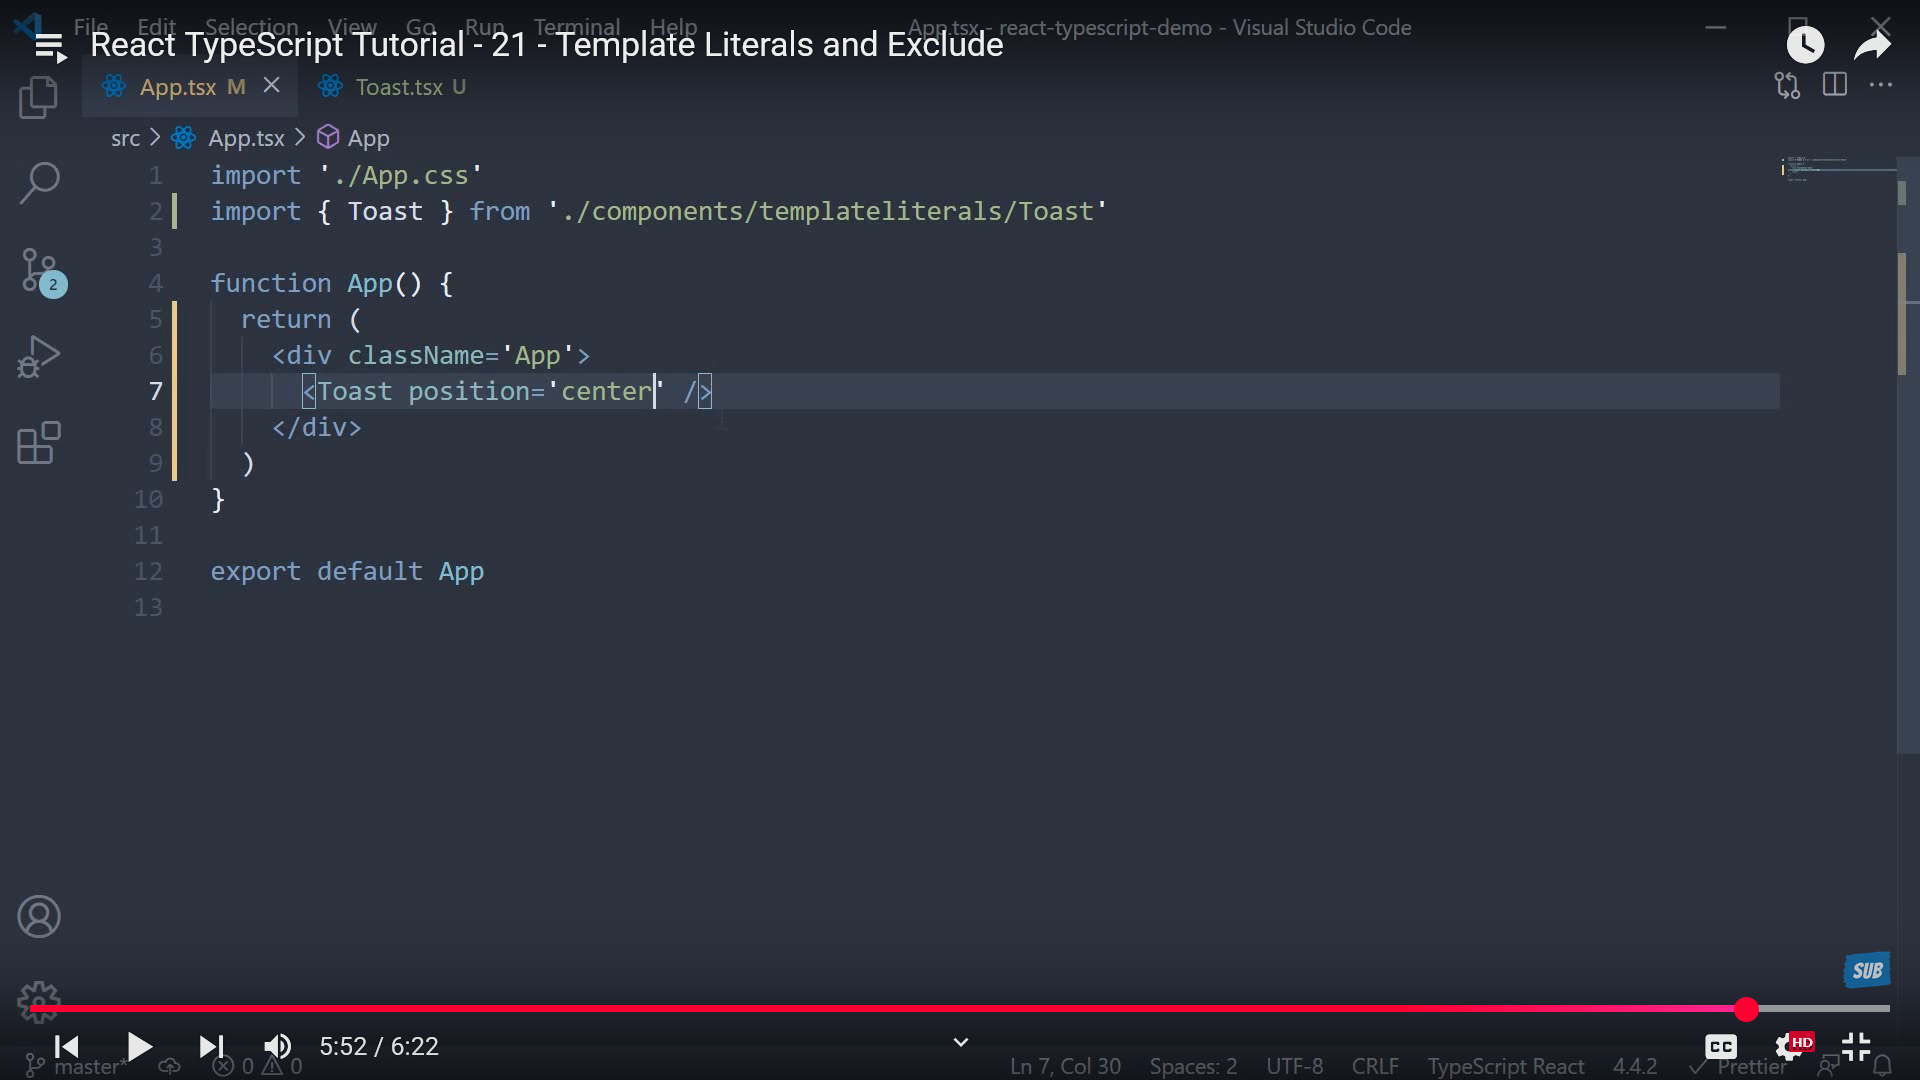 File Edit Selection View Go Run Terminal Help App.tsx - react-typescript-demo - Visual Studio Code
React TypeScript Tutorial - 21 - Template Literals and Exclude
App.tsx M Toast.tsx U
src > App.tsx > App
1 import './App.css'
2 import { Toast } from './components/templateliterals/Toast'
3
4 function App() {
5 return (
6 <div className='App'>
7 <Toast position='center' />
8 </div>
9 )
10 }
11
12 export default App
13
2
SUB
5:52 / 6:22
CC HD
master* 0 0 Ln 7, Col 30 Spaces: 2 UTF-8 CRLF TypeScript React 4.4.2 Prettier